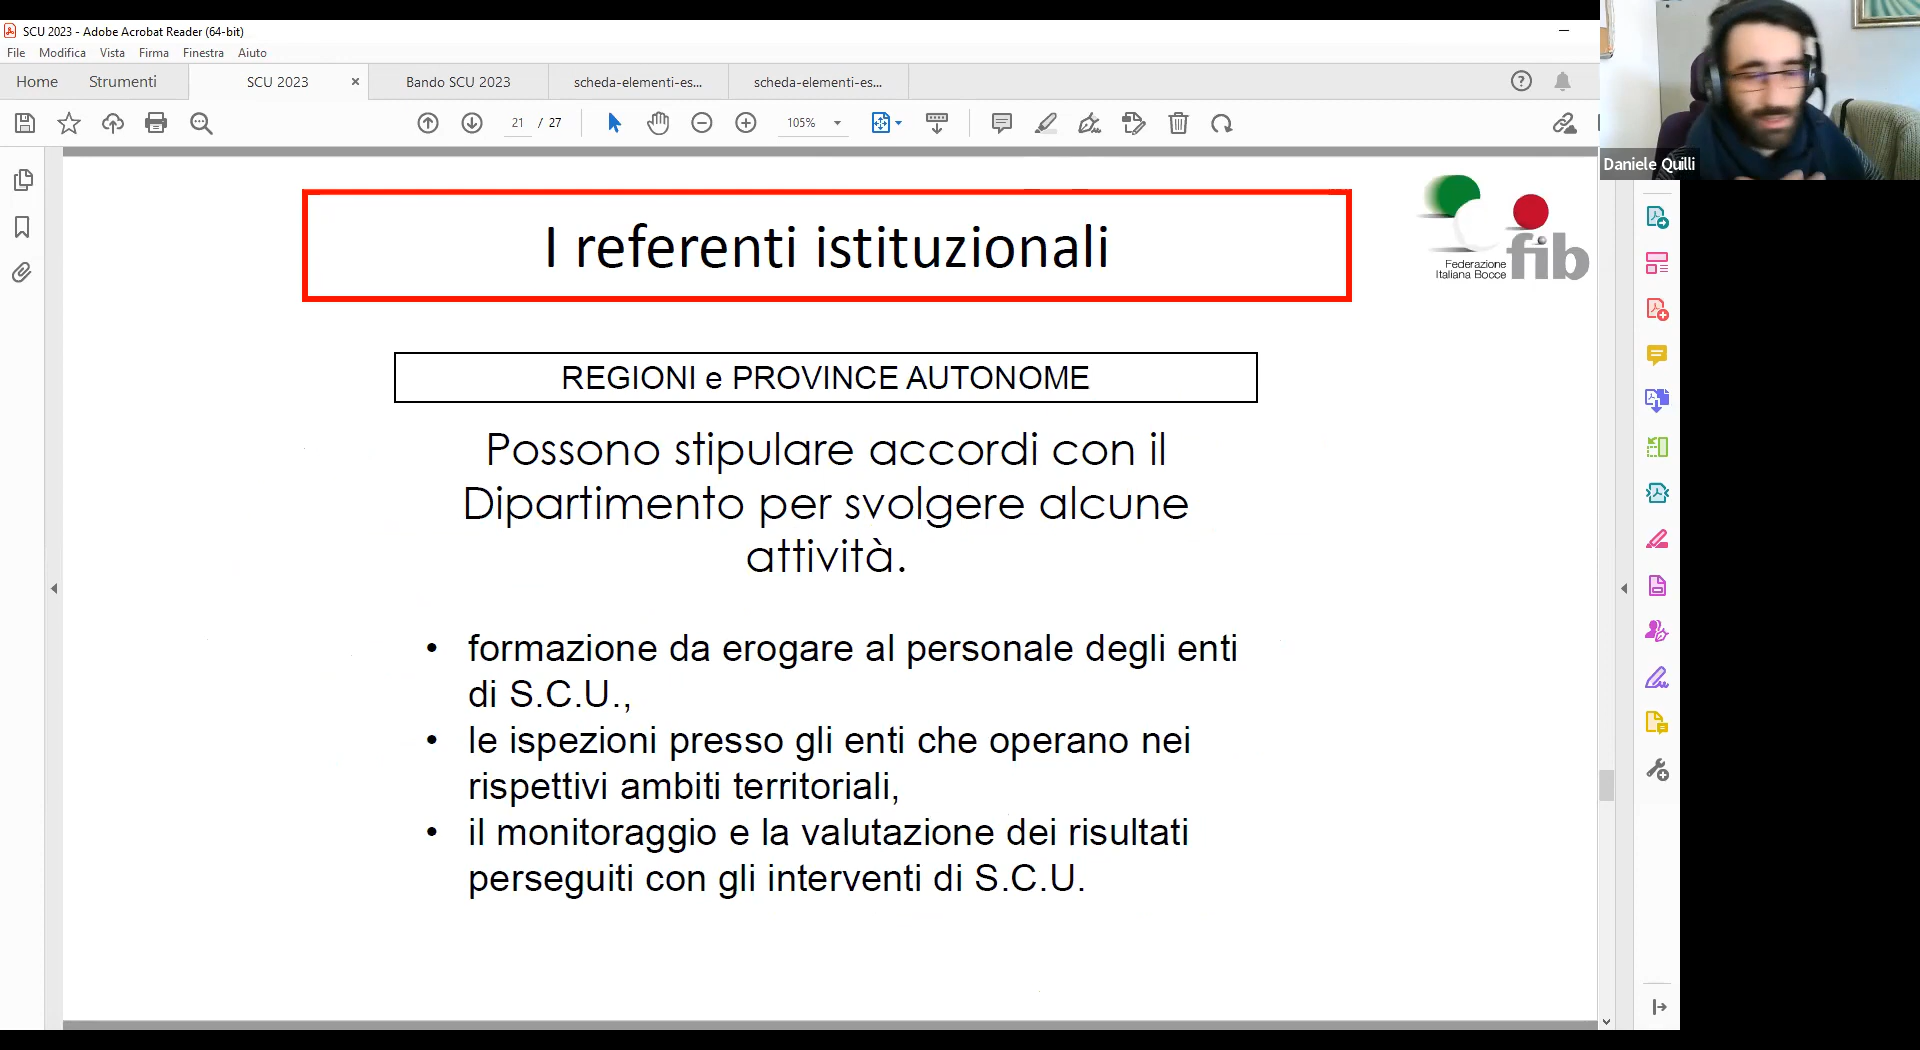 SCU 2023 - Adobe Acrobat Reader (64-bit)
File Modifica Vista Firma Finestra Aiuto
Home Strumenti SCU 2023 Bando SCU 2023 scheda-elementi-es... scheda-elementi-es...
21 / 27 105%
Daniele Quilli
I referenti istituzionali
Federazione
Italiana Bocce
fib
REGIONI e PROVINCE AUTONOME
Possono stipulare accordi con il
Dipartimento per svolgere alcune
attività.
• formazione da erogare al personale degli enti
di S.C.U.,
• le ispezioni presso gli enti che operano nei
rispettivi ambiti territoriali,
• il monitoraggio e la valutazione dei risultati
perseguiti con gli interventi di S.C.U.